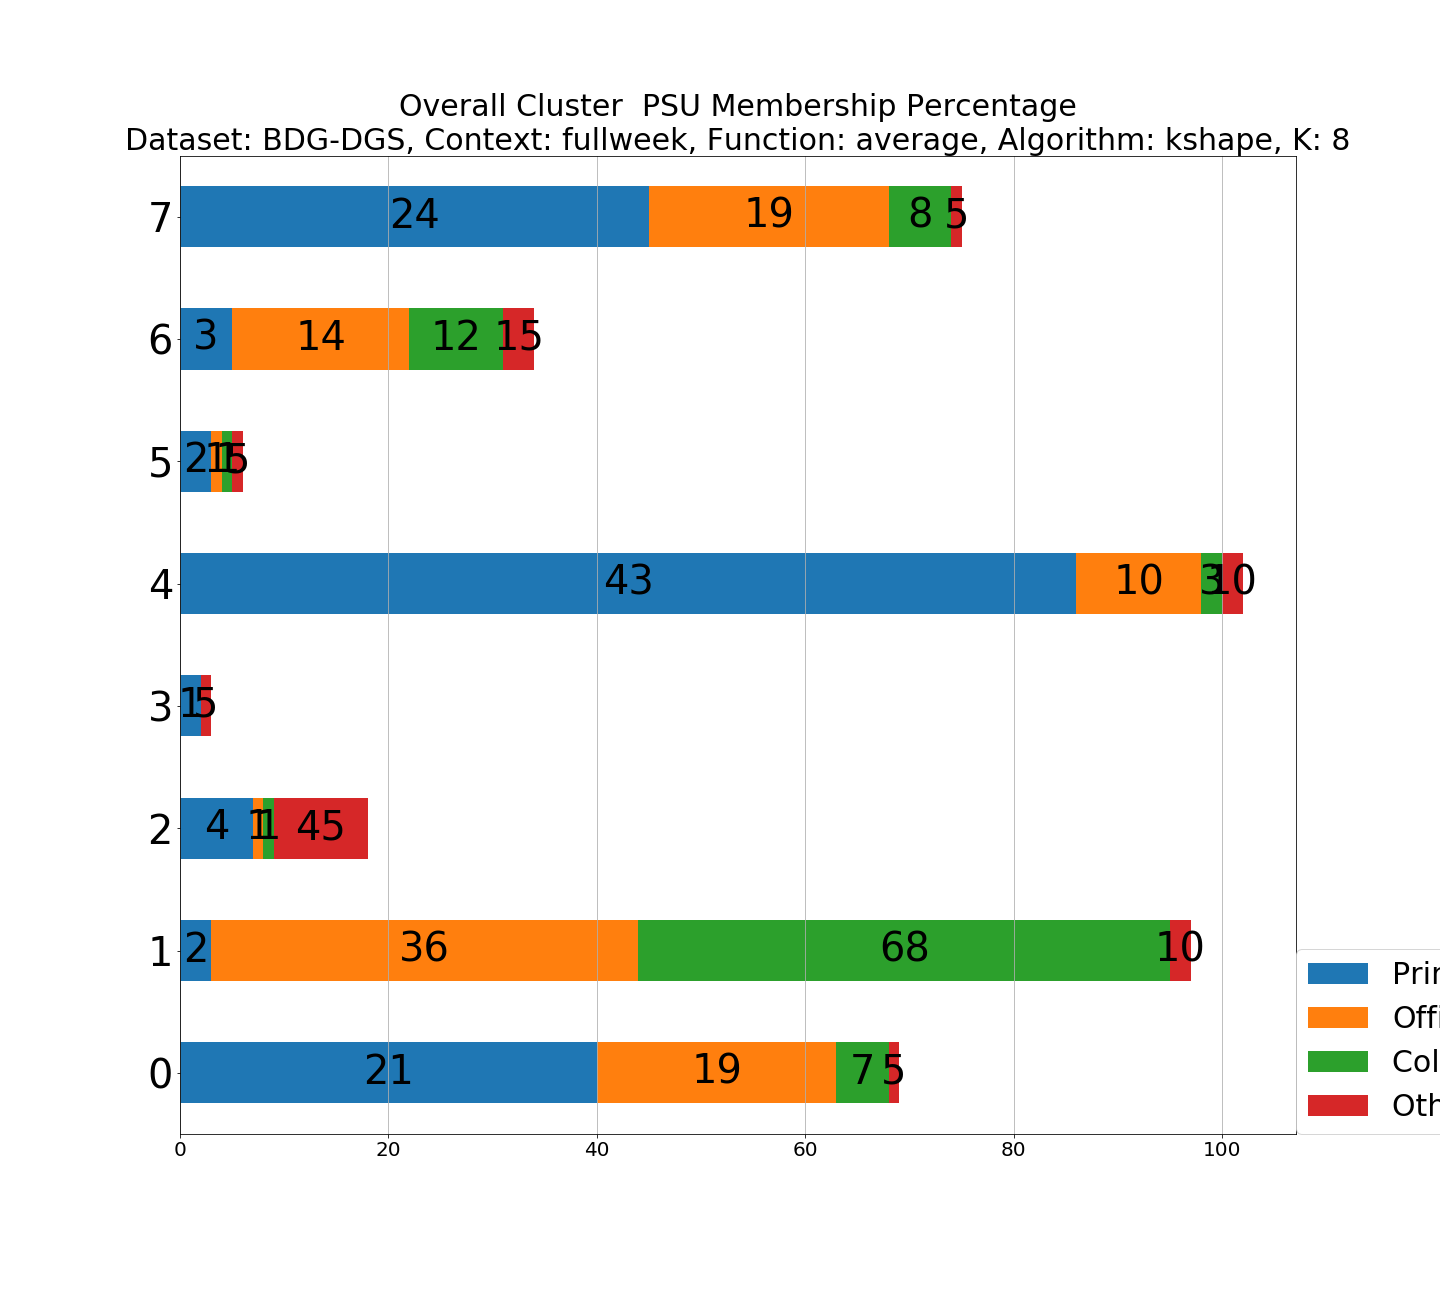 Overall Cluster  PSU Membership Percentage
Dataset: BDG-DGS, Context: fullweek, Function: average, Algorithm: kshape, K: 8
7 24 19 8 5
6 3 14 12 15
5 2 1 1 5
4 43 10 3 10
3 1 5
2 4 1 1 45
1 2 36 68 10
0 21 19 7 5
0 20 40 60 80 100
Prin
Offi
Col
Oth